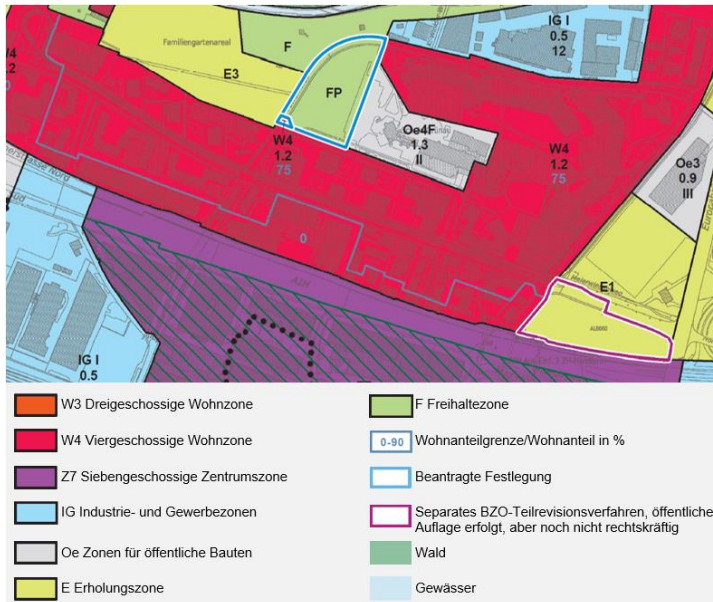 IG I
0.5
12
Familiengartenareal
F
W4
E3
FP
Oe4F
1,3
II
W4
1.2
75
W4
1.2
75
Oe3
0.9
III
0
E1
IG I
0.5
W3 Dreigeschossige Wohnzone
W4 Viergeschossige Wohnzone
Z7 Siebengeschossige Zentrumszone
IG Industrie- und Gewerbezonen
Oe Zonen für öffentliche Bauten
E Erholungszone
F Freihaltezone
0-90 Wohnanteilgrenze/Wohnanteil in %
Beantragte Festlegung
Separates BZO-Teilrevisionsverfahren, öffentliche
Auflage erfolgt, aber noch nicht rechtskräftig
Wald
Gewässer